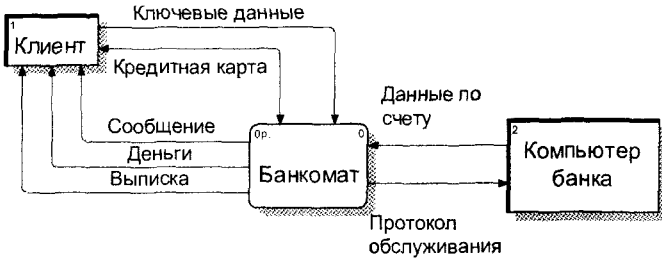 1
Клиент
Ключевые данные
Кредитная карта
Сообщение
Деньги
Выписка
0р.
0
Банкомат
Данные по
счету
2
Компьютер
банка
Протокол
обслуживания